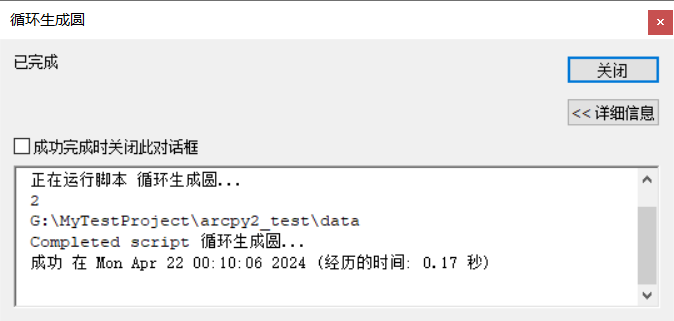 循环生成圆
已完成
关闭
<< 详细信息
成功完成时关闭此对话框
正在运行脚本 循环生成圆...
2
G:\MyTestProject\arcpy2_test\data
Completed script 循环生成圆...
成功 在 Mon Apr 22 00:10:06 2024 (经历的时间: 0.17 秒)